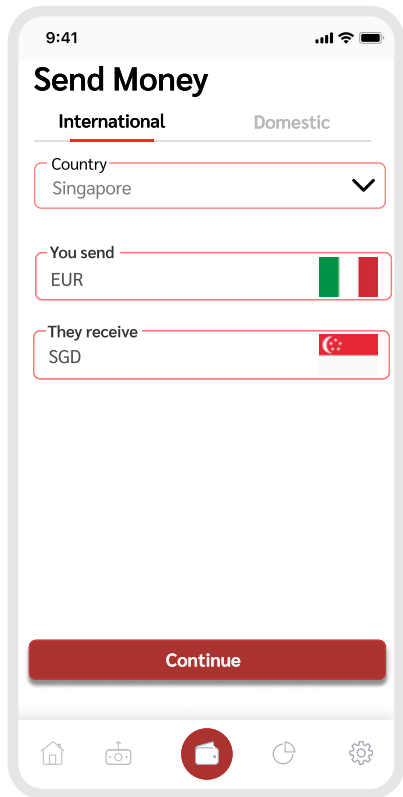 9:41
Send Money
International Domestic
Country
Singapore
You send
EUR
They receive
SGD
Continue